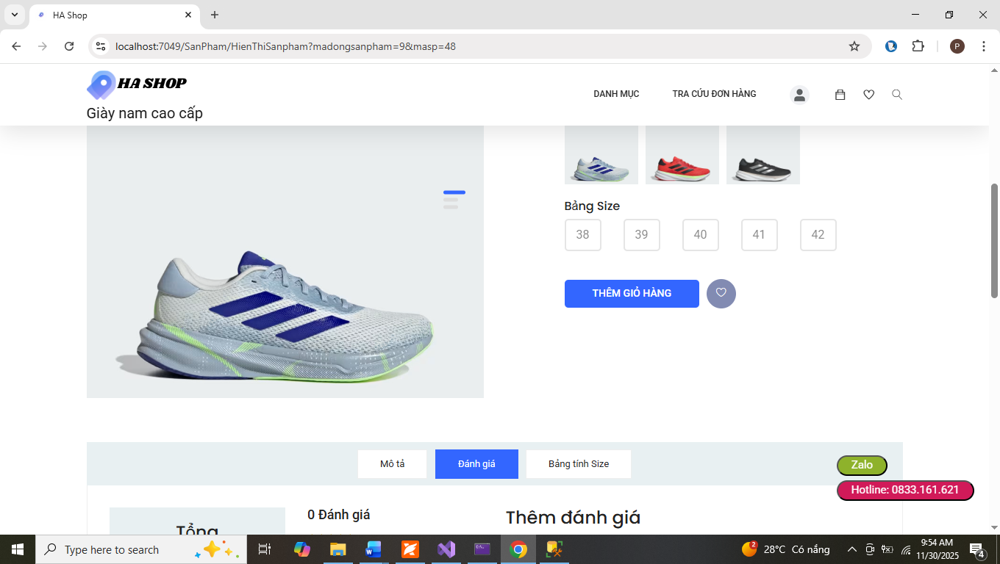 HA Shop
localhost:7049/SanPham/HienThiSanpham?madongsanpham=9&masp=48
P
HA SHOP
Giày nam cao cấp
DANH MỤC
TRA CỨU ĐƠN HÀNG
Bảng Size
38 39 40 41 42
THÊM GIỎ HÀNG
Mô tả
Đánh giá
Bảng tính Size
Zalo
Hotline: 0833.161.621
Tổng
0 Đánh giá
Thêm đánh giá
Type here to search
2
28°C Có nắng
9:54 AM
11/30/2025
4